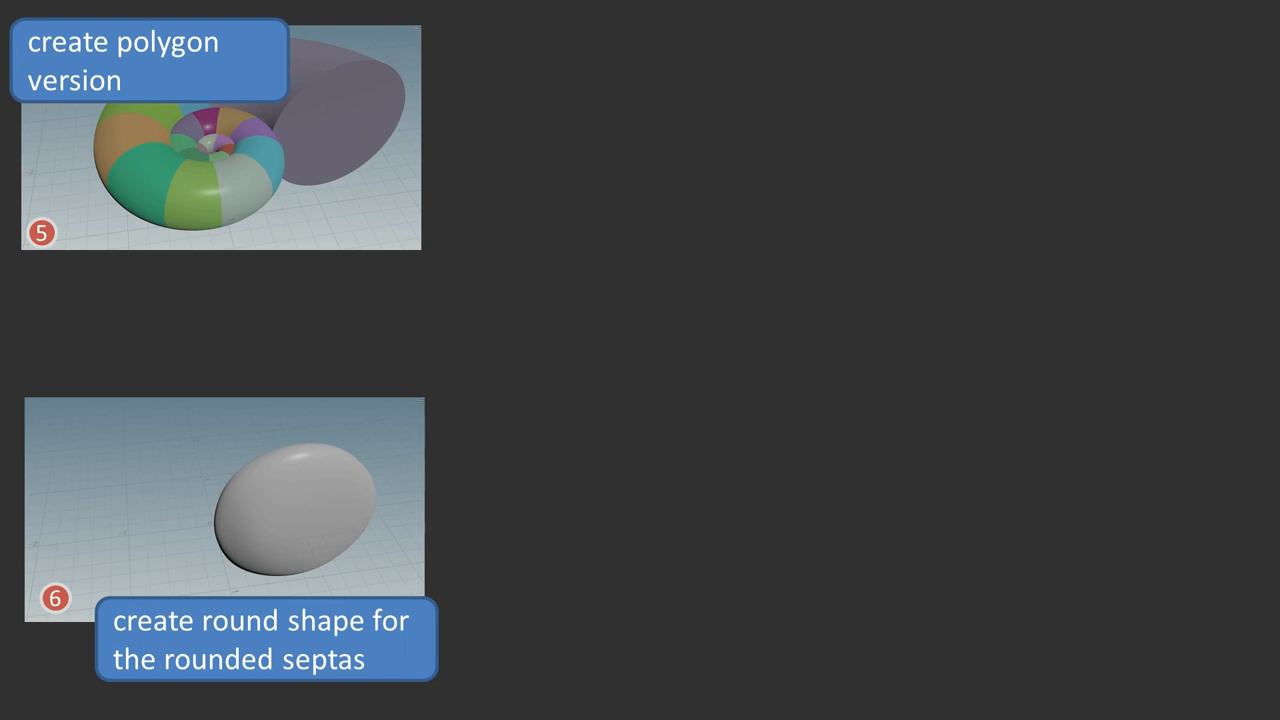 create polygon
version
5
6
create round shape for
the rounded septas